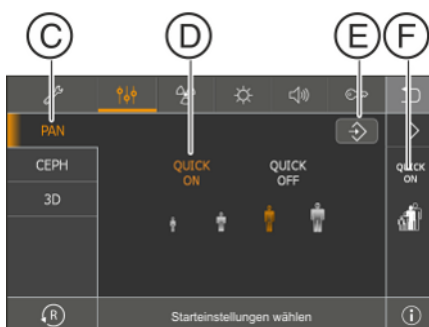 C D E F
PAN
CEPH
3D
QUICK
ON
QUICK
OFF
QUICK
ON
R
Starteinstellungen wählen
i